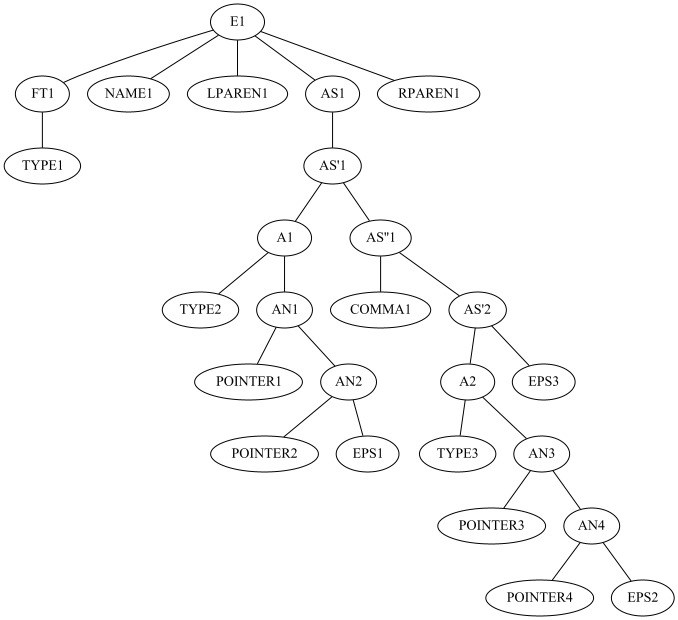 E1
FT1 NAME1 LPAREN1 AS1 RPAREN1
TYPE1 AS'1
A1 AS''1
TYPE2 AN1 COMMA1 AS'2
POINTER1 AN2 A2 EPS3
POINTER2 EPS1 TYPE3 AN3
POINTER3 AN4
POINTER4 EPS2